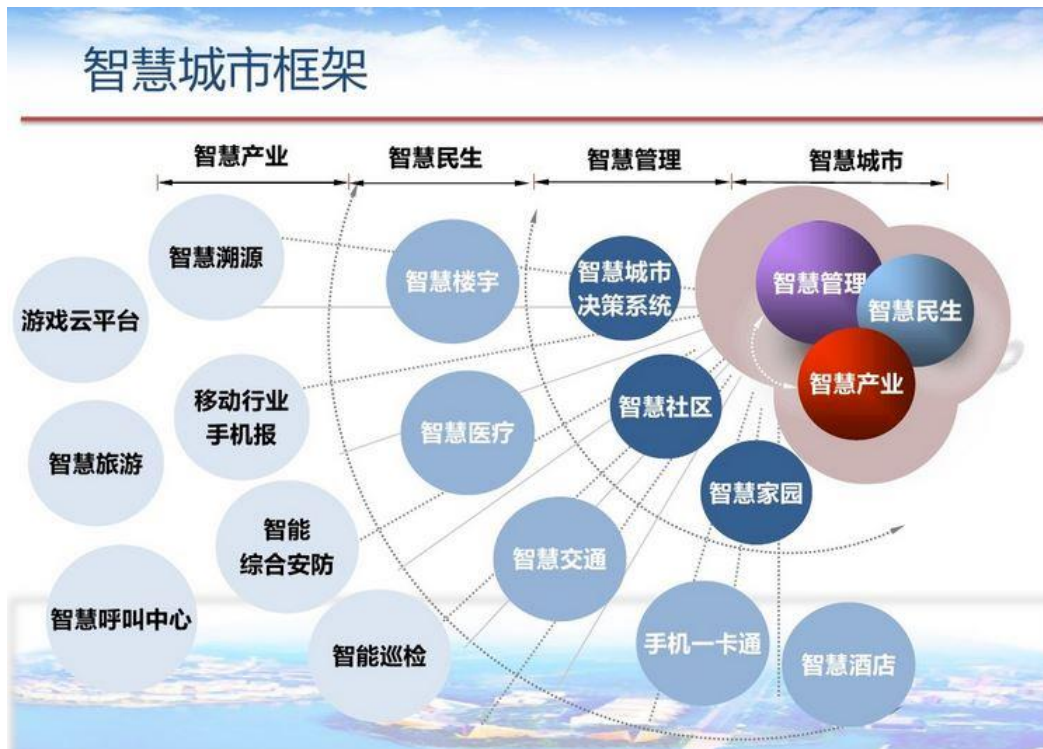 智慧城市框架
智慧产业
智慧民生
智慧管理
智慧城市
智慧溯源
游戏云平台
移动行业
手机报
智慧旅游
智能
综合安防
智慧呼叫中心
智能巡检
智慧楼宇
智慧医疗
智慧交通
手机一卡通
智慧酒店
智慧城市
决策系统
智慧社区
智慧家园
智慧管理
智慧民生
智慧产业